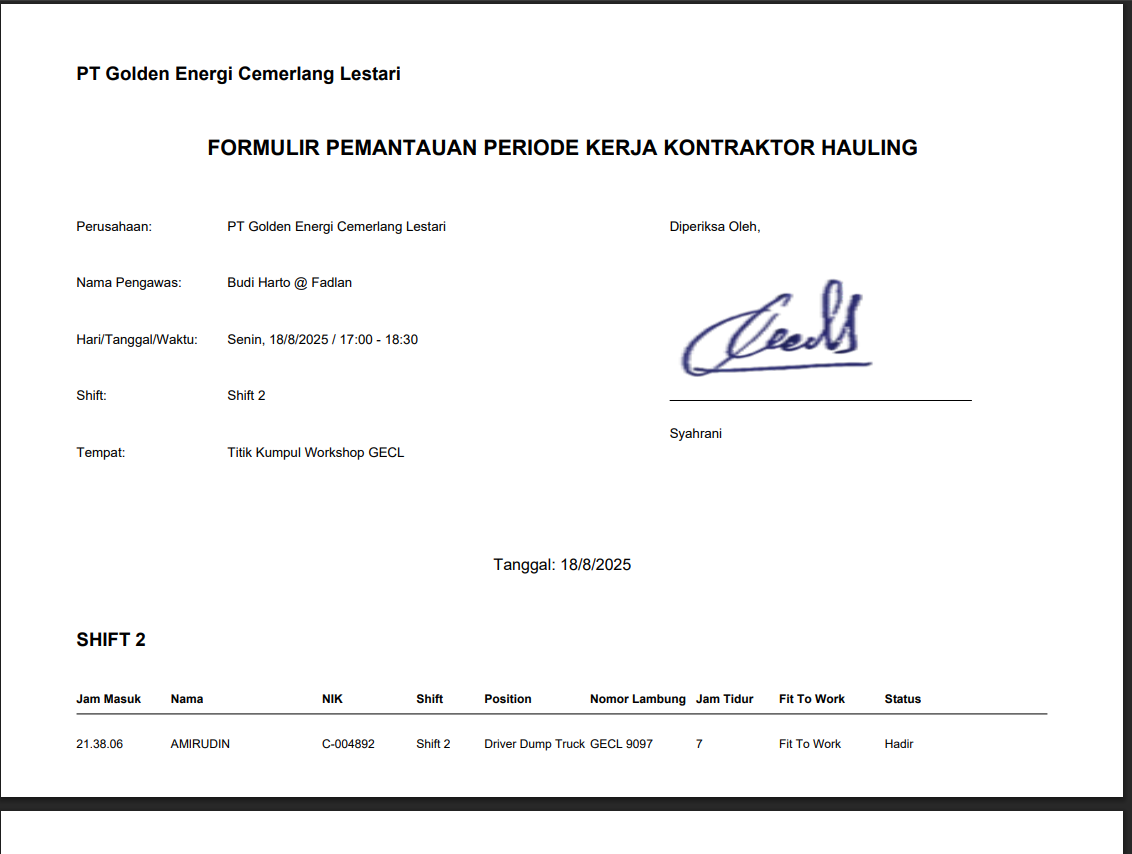 PT Golden Energi Cemerlang Lestari
FORMULIR PEMANTAUAN PERIODE KERJA KONTRAKTOR HAULING
Perusahaan: PT Golden Energi Cemerlang Lestari
Diperiksa Oleh,
Nama Pengawas: Budi Harto @ Fadlan
Hari/Tanggal/Waktu: Senin, 18/8/2025 / 17:00 - 18:30
Shift: Shift 2
Syahrani
Tempat: Titik Kumpul Workshop GECL
Tanggal: 18/8/2025
SHIFT 2
Jam Masuk Nama NIK Shift Position Nomor Lambung Jam Tidur Fit To Work Status
21.38.06 AMIRUDIN C-004892 Shift 2 Driver Dump Truck GECL 9097 7 Fit To Work Hadir